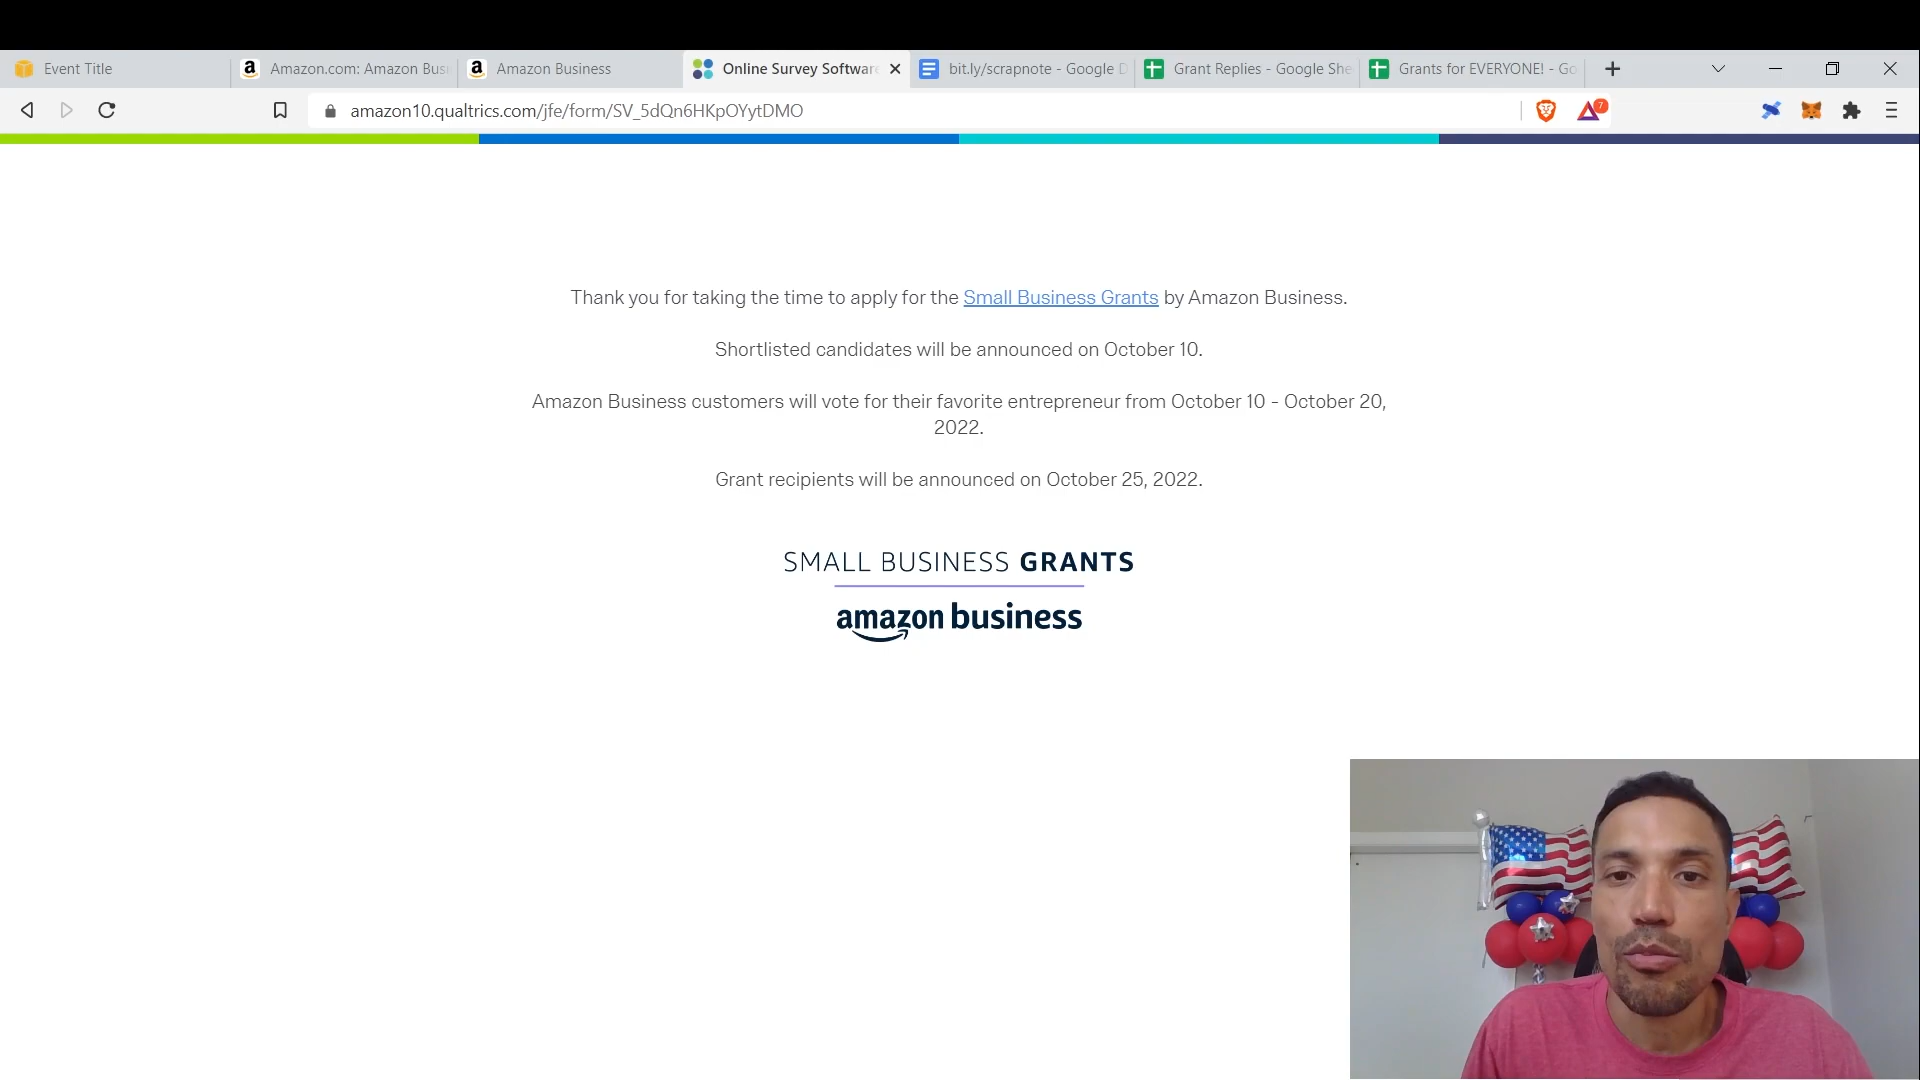 Event Title
Amazon.com: Amazon Bus
Amazon Business
Online Survey Software
bit.ly/scrapnote - Google D
Grant Replies - Google She
Grants for EVERYONE! - Go
amazon10.qualtrics.com/jfe/form/SV_5dQn6HKpOYytDMO
7
Thank you for taking the time to apply for the Small Business Grants by Amazon Business.
Shortlisted candidates will be announced on October 10.
Amazon Business customers will vote for their favorite entrepreneur from October 10 - October 20,
2022.
Grant recipients will be announced on October 25, 2022.
SMALL BUSINESS GRANTS
amazon business